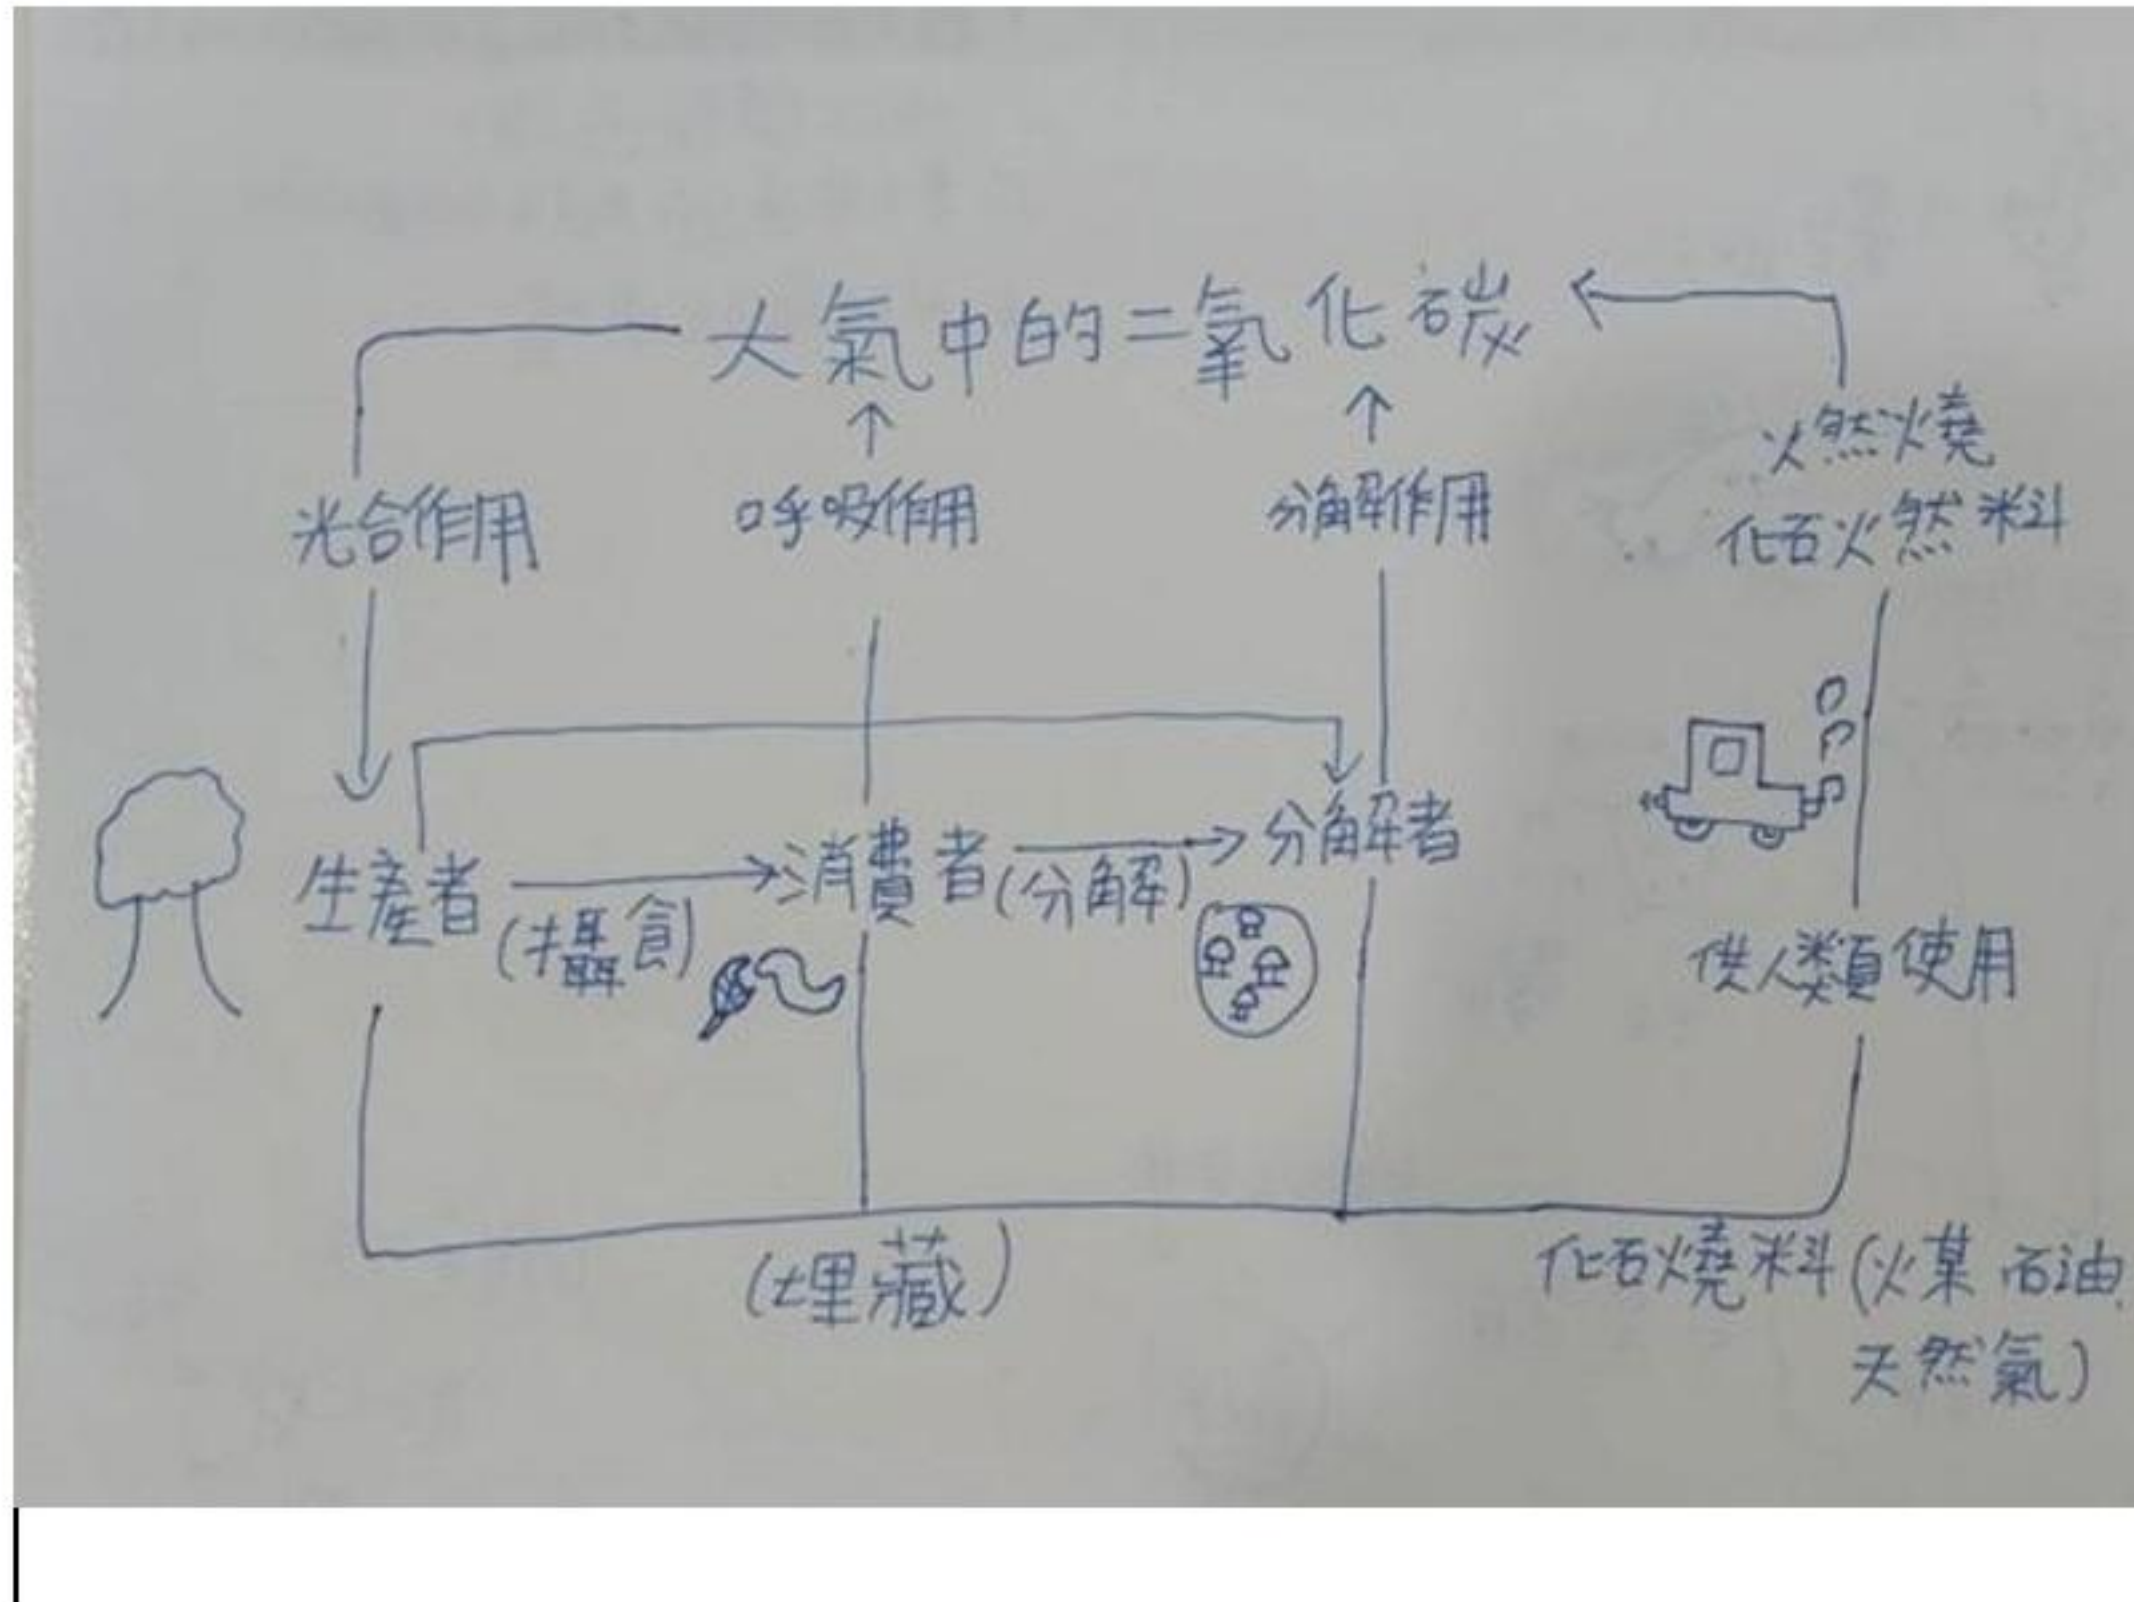 大氣中的二氧化碳
燃燒
化石燃料
光合作用
呼吸作用
分解作用
生產者
(攝食)
消費者
(分解)
分解者
供人類使用
(埋藏)
化石燒料(煤 石油
天然氣)